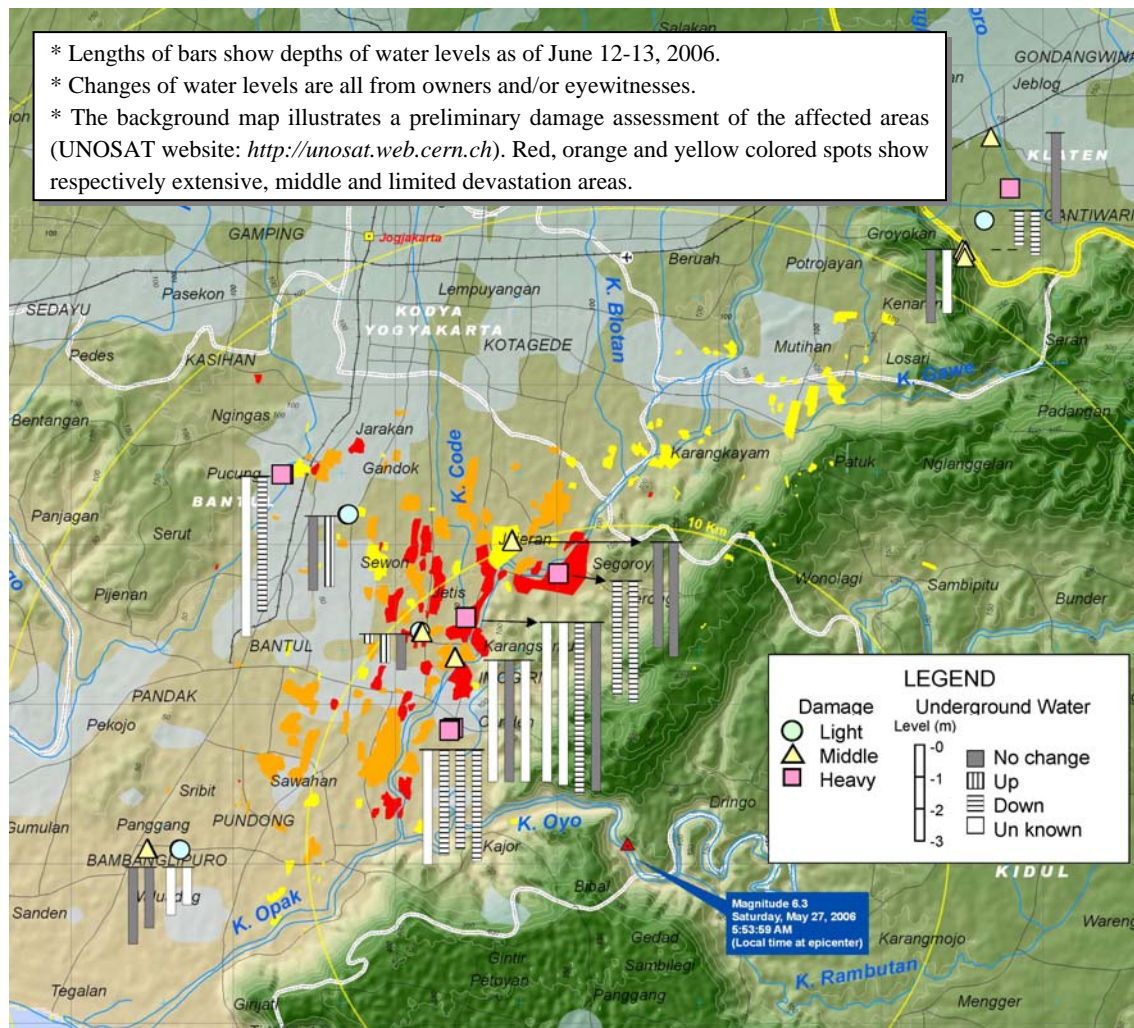 * Lengths of bars show depths of water levels as of June 12-13, 2006.
* Changes of water levels are all from owners and/or eyewitnesses.
* The background map illustrates a preliminary damage assessment of the affected areas
(UNOSAT website: http://unosat.web.cern.ch). Red, orange and yellow colored spots show
respectively extensive, middle and limited devastation areas.
Salakan
GONDANGWINA
Jeblog
KLATEN
GANTIWARI
GAMPING
Jogjakarta
Groyokan
Beruah
Potrojayan
Pasekon
Lempuyangan
K. Blotan
SEDAYU
KODYA
YOGYAKARTA
Kenaran
KOTAGEDE
Mutihan
Seran
Pedes
KASIHAN
Losari
K. Gawe
Bentangan
Ngingas
Jarakan
Padangan
Pucung
Gandok
K. Code
Karangkayam
Patuk
Nglanggelan
BANTUL
Panjagan
Serut
10 Km
Sewon
Segoroy
Wonolagi
Sambipitu
Pijenan
Jetis
Bunder
BANTUL
Karangs
PANDAK
Pekojo
Sawahan
Sribit
Dringo
Gumulan
Panggang
PUNDONG
K. Oyo
BAMBANGLIPURO
Kajor
KIDUL
Sanden
Bibal
K. Opak
Wareng
Gedad
Karangmojo
Gintir
Sambilegi
Petoyan
K. Rambutan
Tegalan
Panggang
Ginjati
Mengger
LEGEND
Damage
Underground Water
Level (m)
Light
Middle
Heavy
-0
-1
-2
-3
No change
Up
Down
Un known
Magnitude 6.3
Saturday, May 27, 2006
5:53:59 AM
(Local time at epicenter)